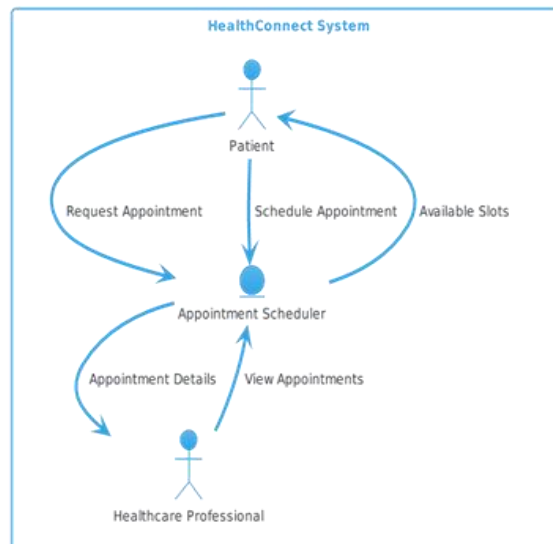 HealthConnect System
Patient
Request Appointment
Schedule Appointment
Available Slots
Appointment Scheduler
Appointment Details
View Appointments
Healthcare Professional